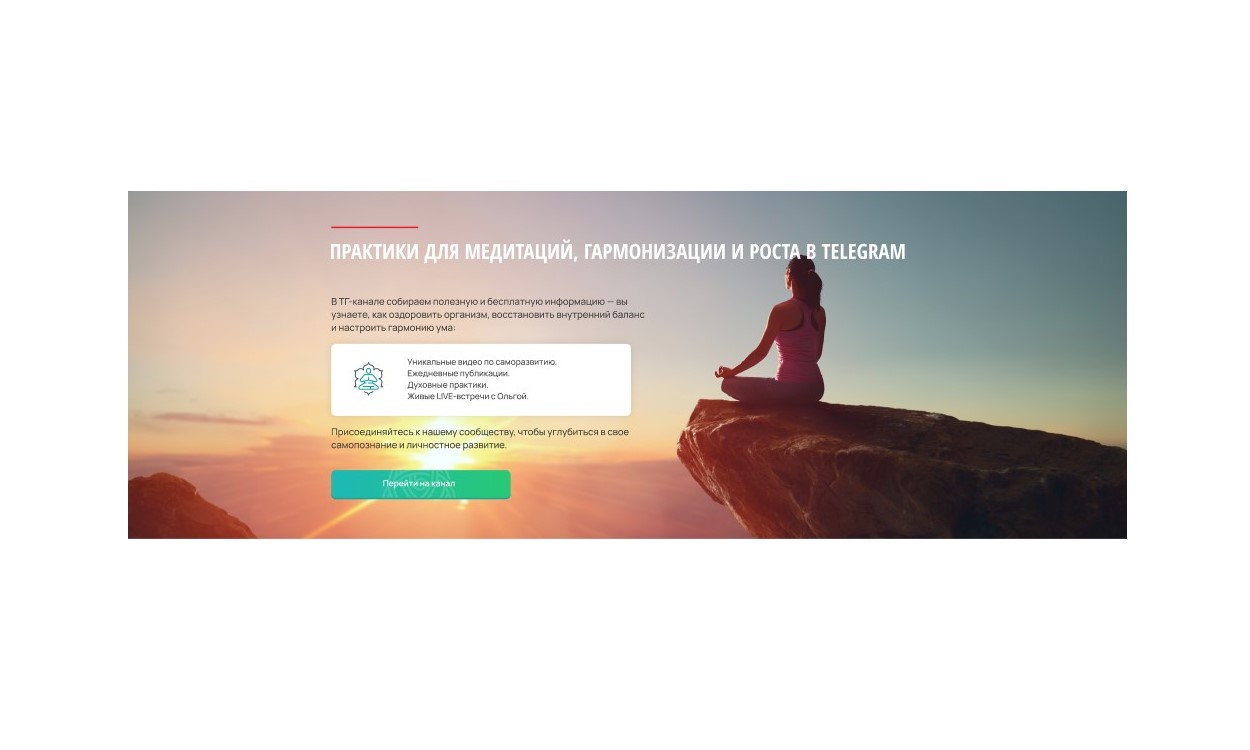 ПРАКТИКИ ДЛЯ МЕДИТАЦИЙ, ГАРМОНИЗАЦИИ И РОСТА В TELEGRAM
В ТГ-канале собираем полезную и бесплатную информацию — вы
узнаете, как оздоровить организм, восстановить внутренний баланс
и настроить гармонию ума:
Уникальные видео по саморазвитию.
Ежедневные публикации.
Духовные практики.
Живые LIVE-встречи с Ольгой.
Присоединяйтесь к нашему сообществу, чтобы углубиться в свое
самопознание и личностное развитие.
Перейти на канал